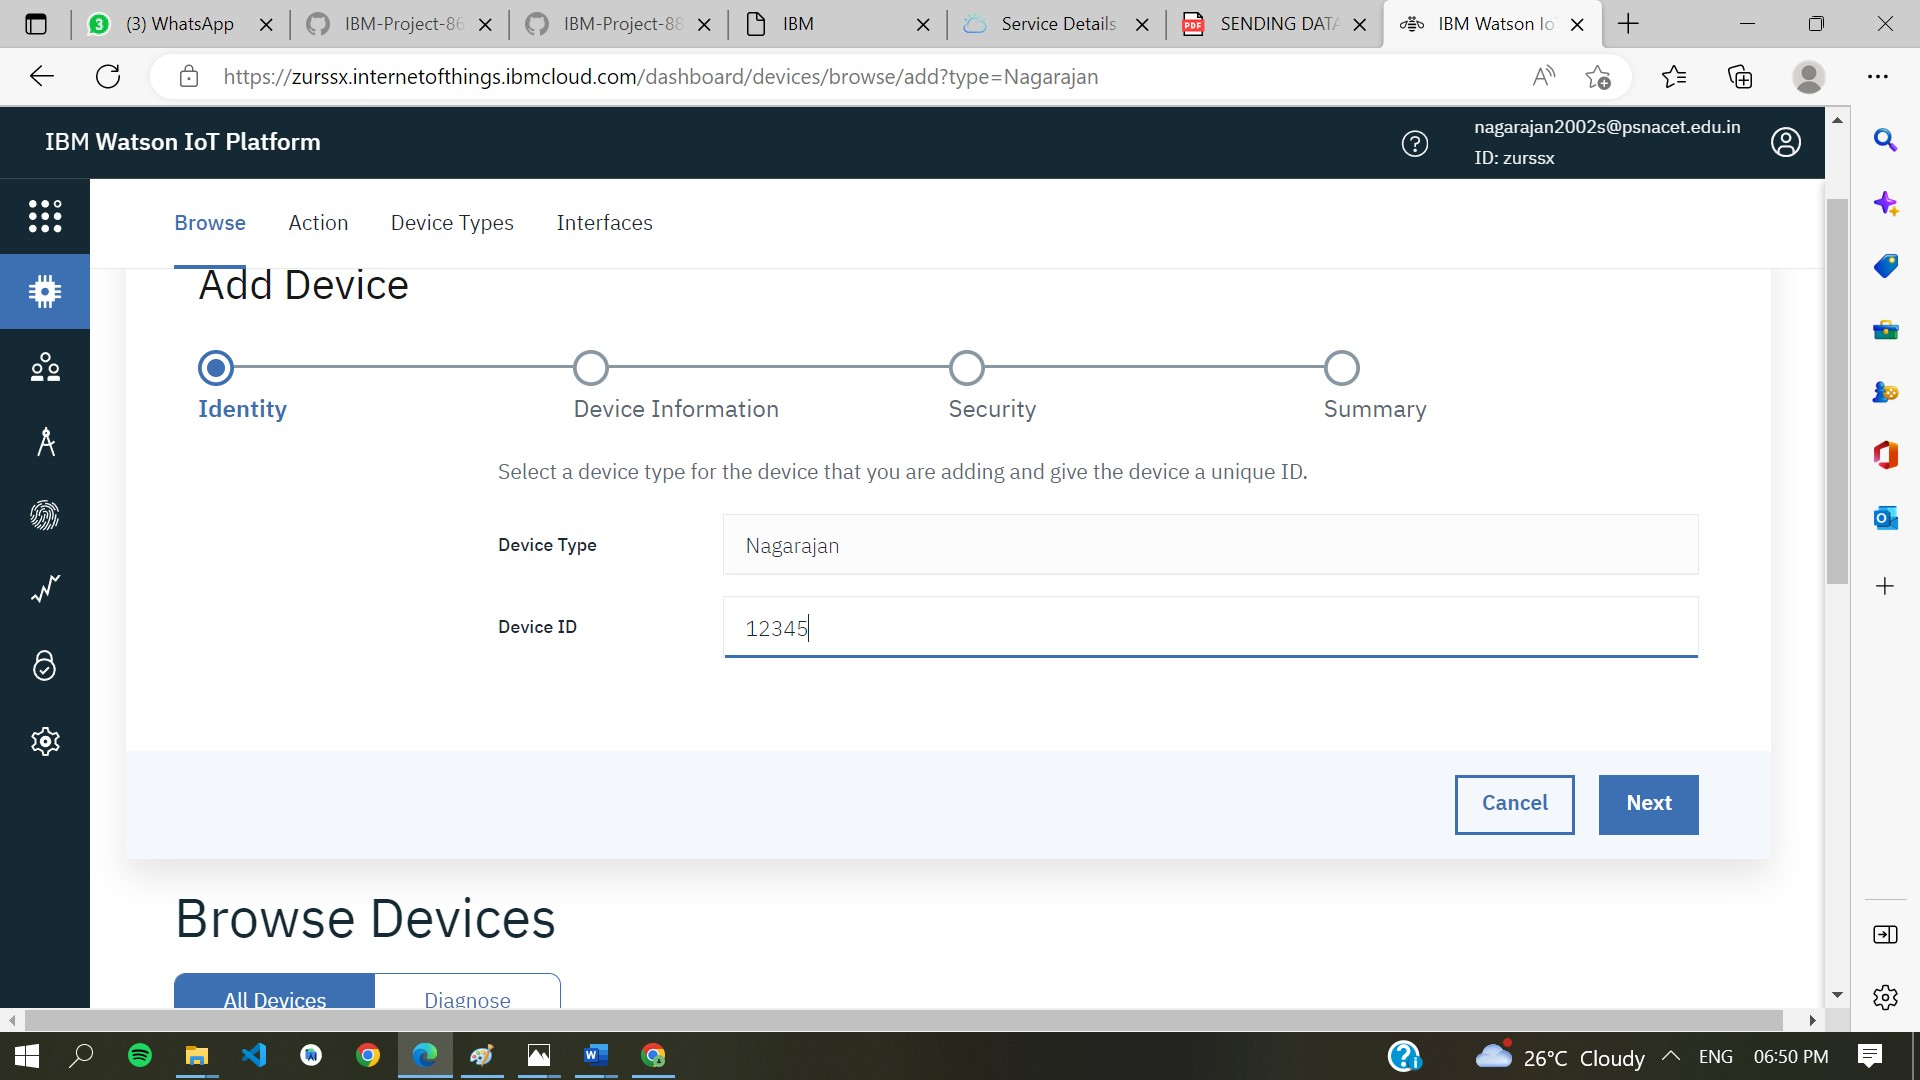 (3) WhatsApp
IBM-Project-86
IBM-Project-88
IBM
Service Details
SENDING DATA
IBM Watson Io
https://zurssx.internetofthings.ibmcloud.com/dashboard/devices/browse/add?type=Nagarajan
IBM Watson IoT Platform
nagarajan2002s@psnacet.edu.in
ID: zurssx
Browse
Action
Device Types
Interfaces
Add Device
Identity
Device Information
Security
Summary
Select a device type for the device that you are adding and give the device a unique ID.
Device Type
Nagarajan
Device ID
12345
Cancel
Next
Browse Devices
All Devices
Diagnose
26°C Cloudy
ENG
06:50 PM